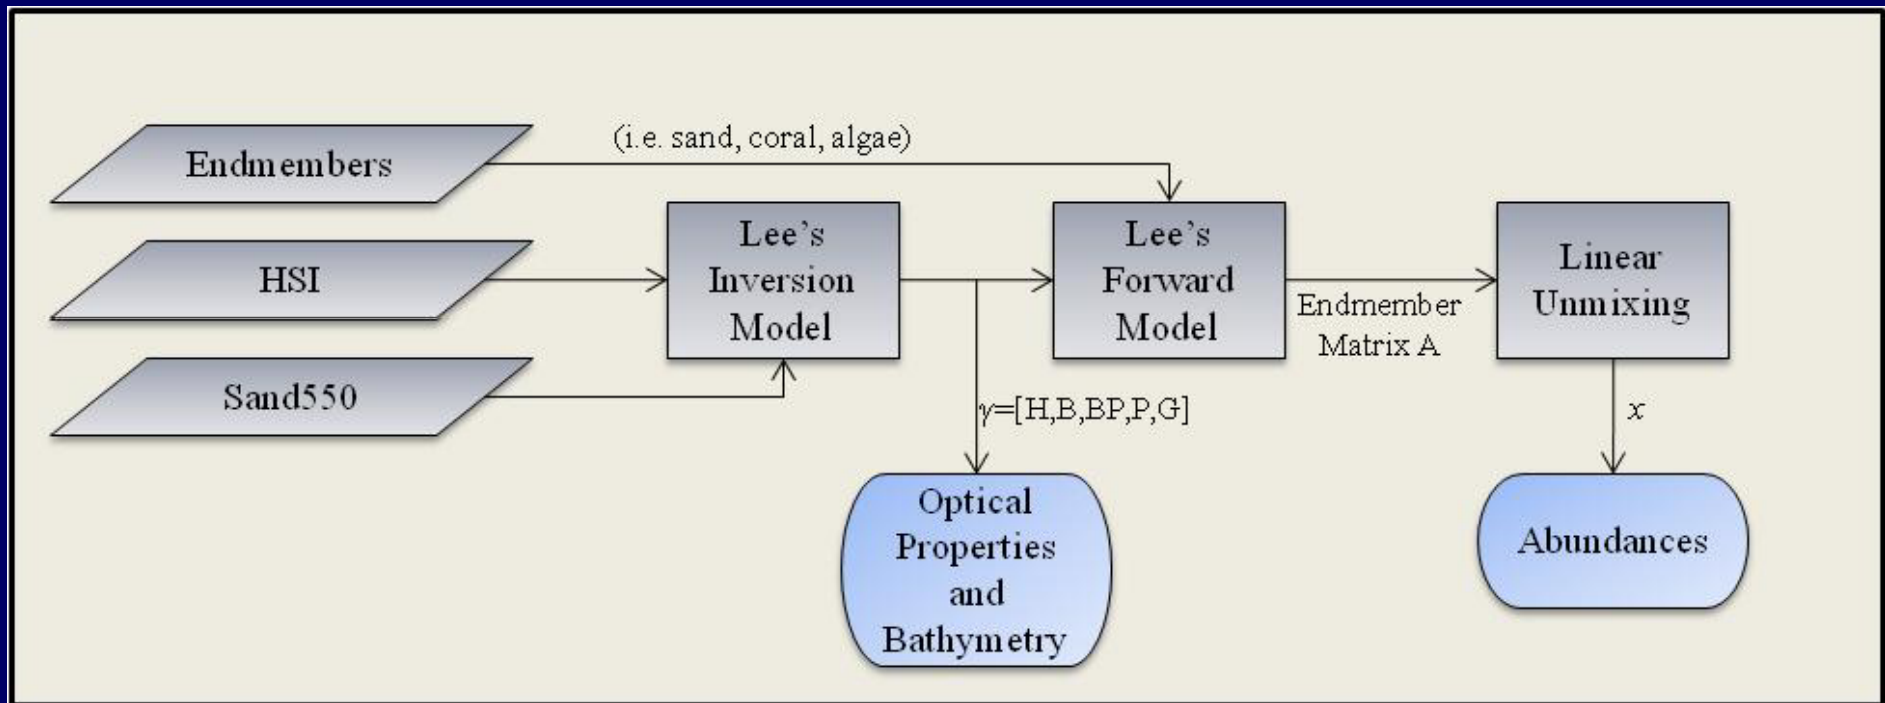 (i.e. sand, coral, algae)
Endmembers
HSI
Sand550
Lee's
Inversion
Model
Lee's
Forward
Model
Endmember
Matrix A
Linear
Unmixing
γ=[H,B,BP,P,G]
x
Optical
Properties
and
Bathymetry
Abundances